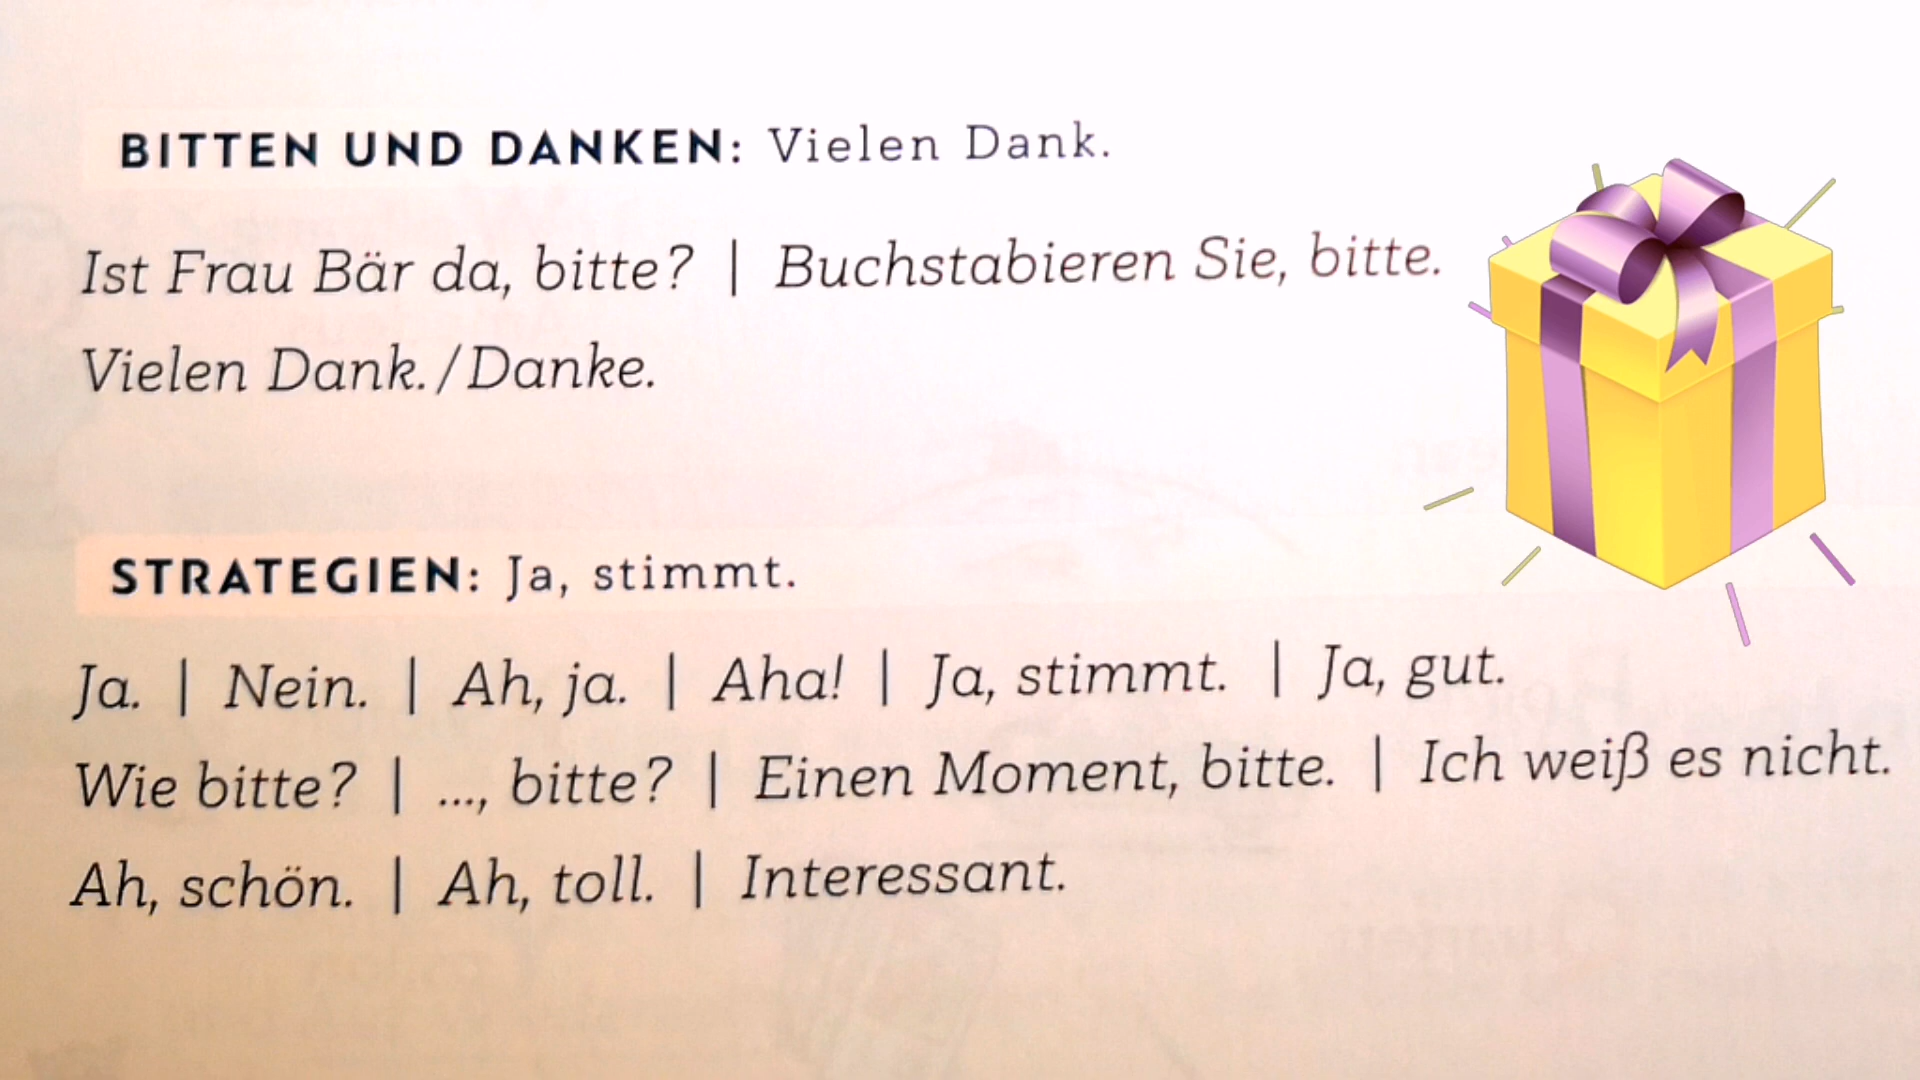 BITTEN UND DANKEN: Vielen Dank.
Ist Frau Bär da, bitte? | Buchstabieren Sie, bitte.
Vielen Dank./Danke.
STRATEGIEN: Ja, stimmt.
Ja. | Nein. | Ah, ja. | Aha! | Ja, stimmt. | Ja, gut.
Wie bitte? | ..., bitte? | Einen Moment, bitte. | Ich weiß es nicht.
Ah, schön. | Ah, toll. | Interessant.